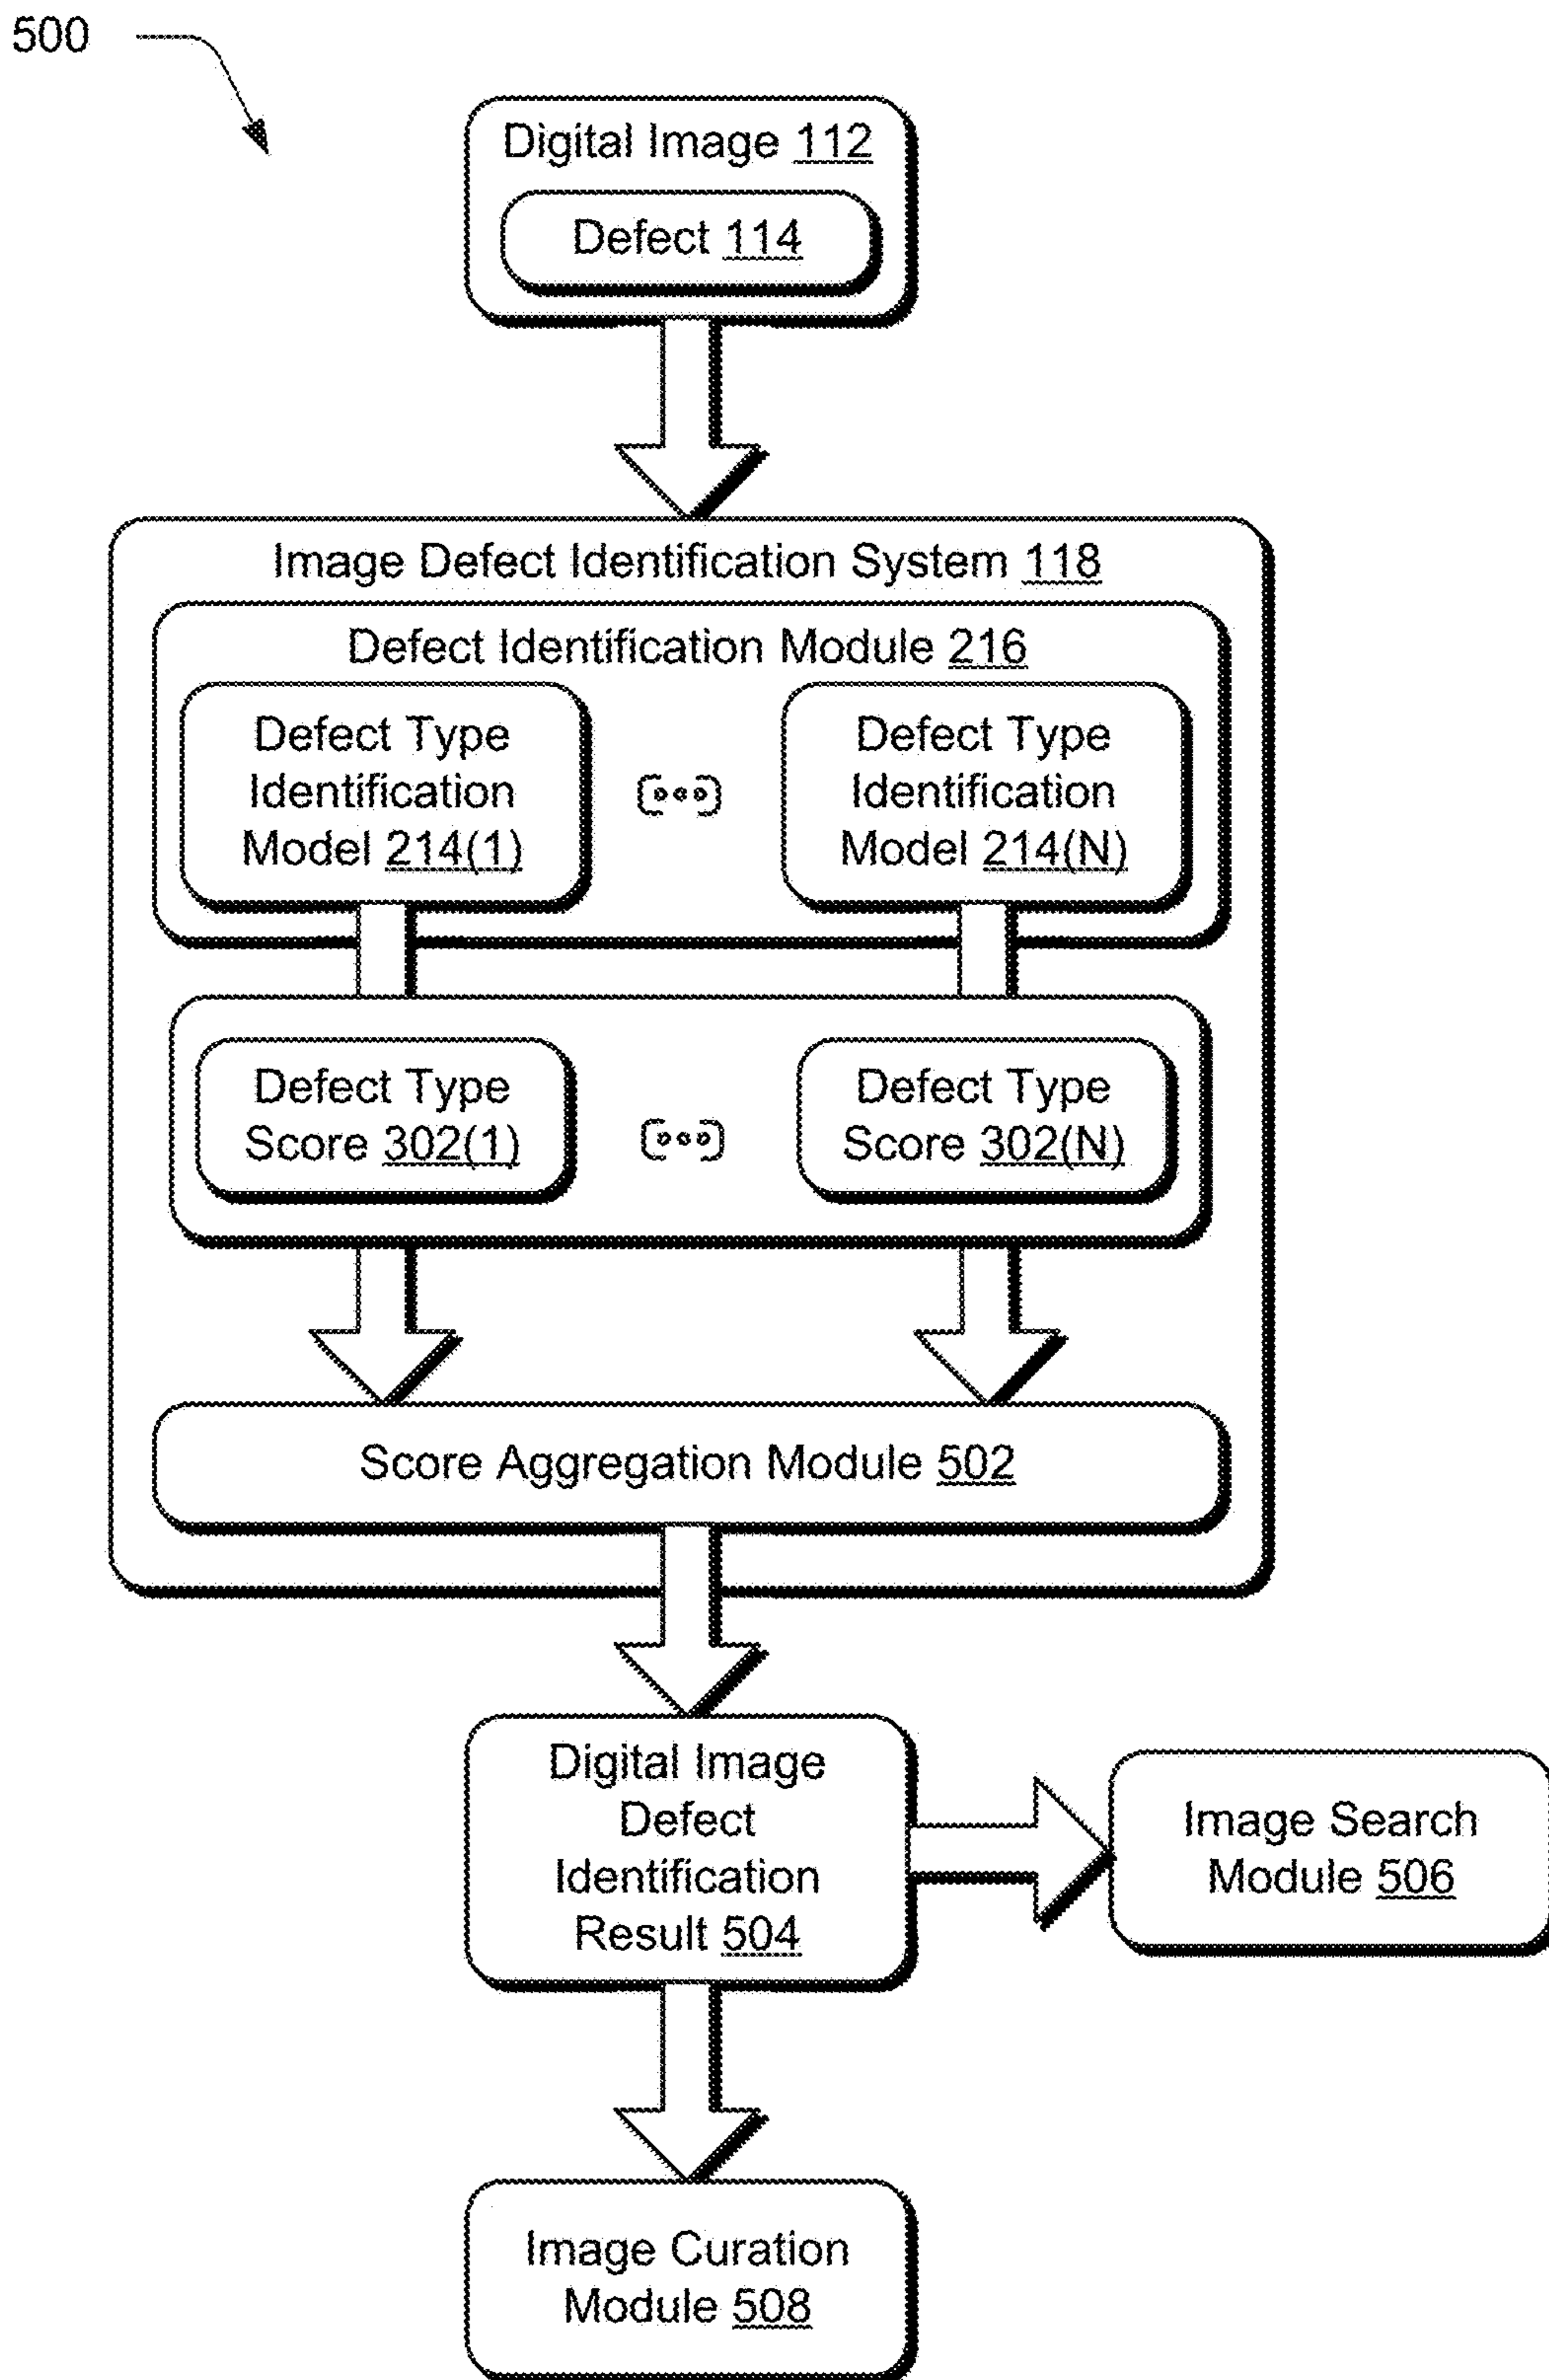 500
Digital Image 112
Defect 114
Image Defect Identification System 118
Defect Identification Module 216
Defect Type
Identification
Model 214(1)
Defect Type
Identification
Model 214(N)
Defect Type
Score 302(1)
Defect Type
Score 302(N)
Score Aggregation Module 502
Digital Image
Defect
Identification
Result 504
Image Search
Module 506
Image Curation
Module 508